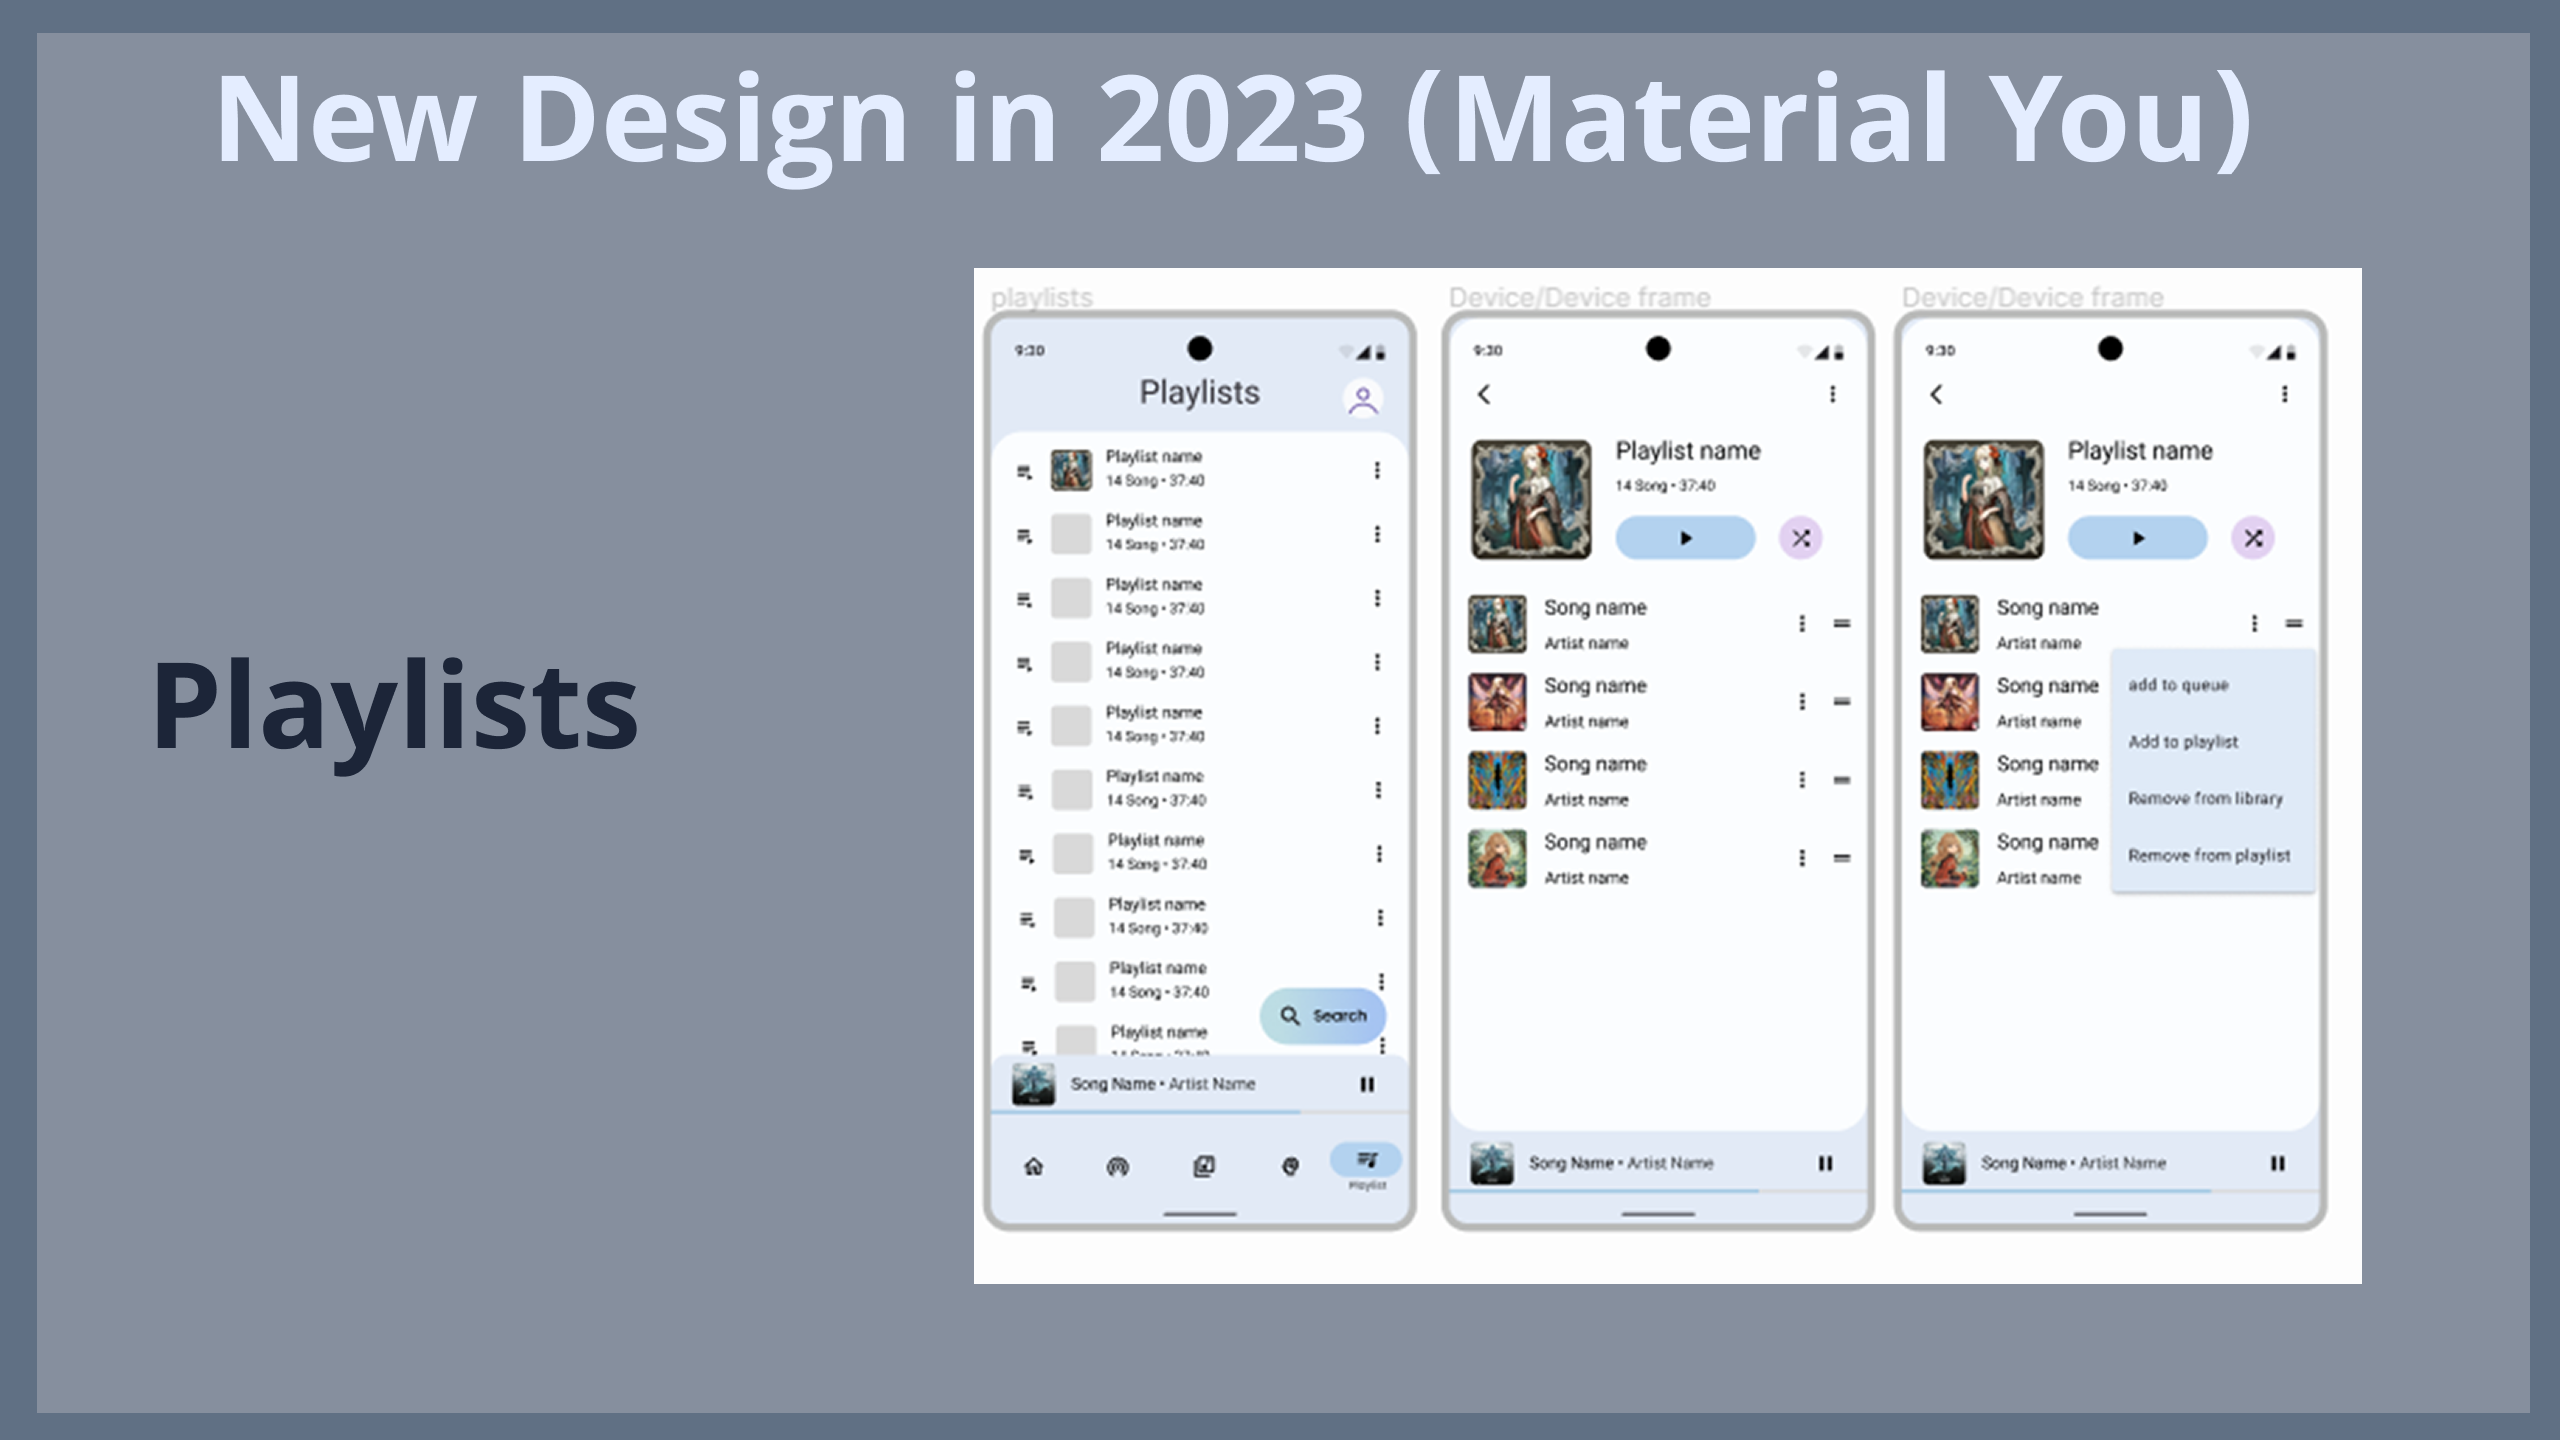 New Design in 2023 (Material You)
Playlists
playlists
9:30
Playlists
Playlist name
14 Song • 37:40
Playlist name
14 Song • 37:40
Playlist name
14 Song • 37:40
Playlist name
14 Song • 37:40
Playlist name
14 Song • 37:40
Playlist name
14 Song • 37:40
Playlist name
14 Song • 37:40
Playlist name
14 Song • 37:40
Playlist name
14 Song • 37:40
Playlist name
14 Song • 37:40
Search
Song Name • Artist Name
Playlist
Device/Device frame
9:30
Playlist name
14 Song • 37:40
Song name
Artist name
Song name
Artist name
Song name
Artist name
Song name
Artist name
Song Name • Artist Name
Device/Device frame
9:30
Playlist name
14 Song • 37:40
Song name
Artist name
Song name
Artist name
Song name
Artist name
Song name
Artist name
add to queue
Add to playlist
Remove from library
Remove from playlist
Song Name • Artist Name